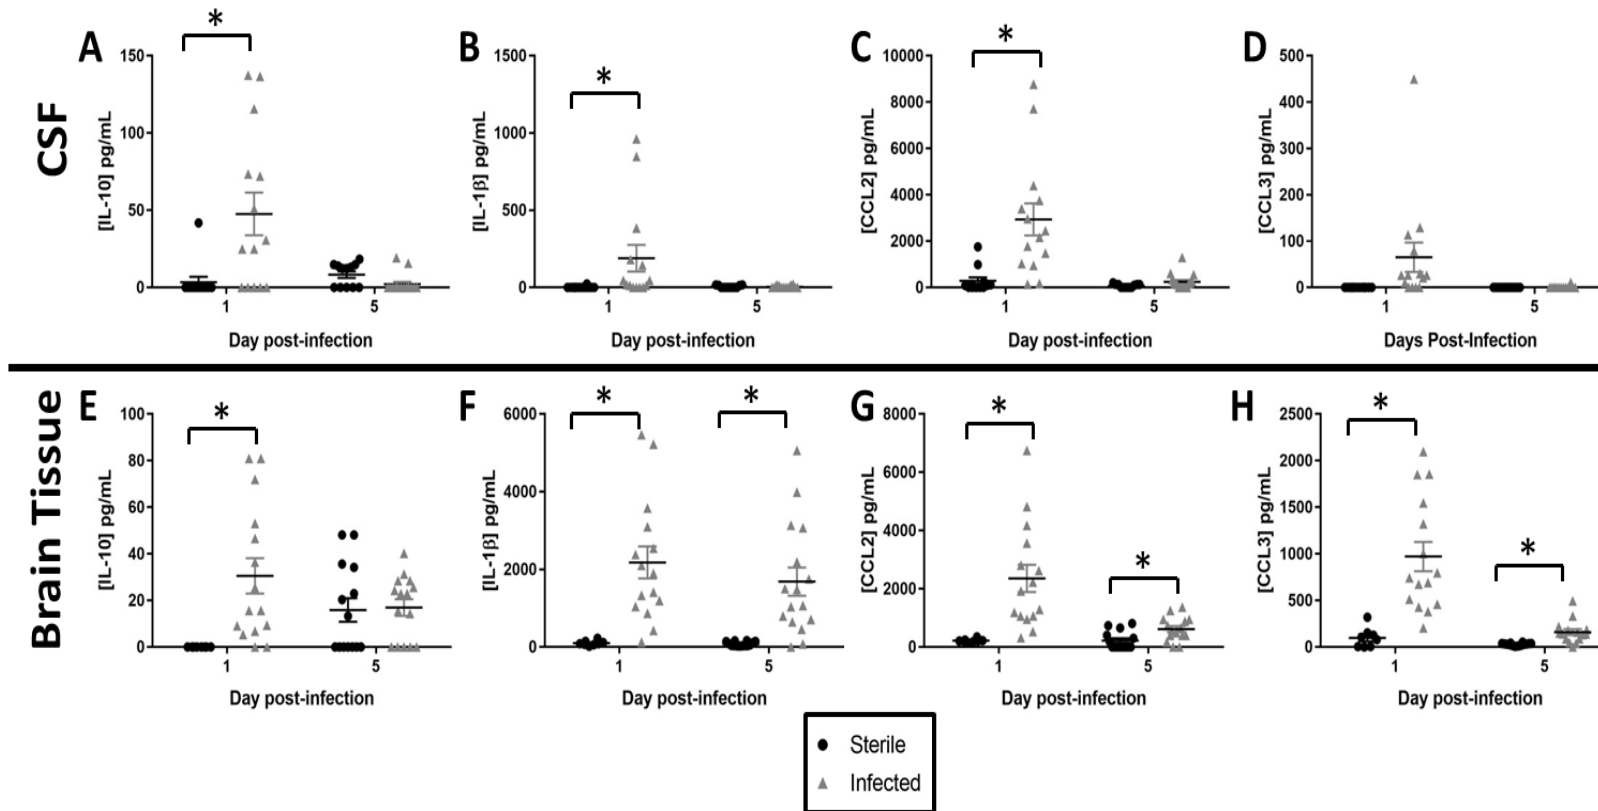 CSF
A
*
150
100
50
0
[IL-10] pg/mL
1 5
Day post-infection
B
*
1500
1000
500
0
[IL-1β] pg/mL
1 5
Day post-infection
C
*
10000
8000
6000
4000
2000
0
[CCL2] pg/mL
1 5
Day post-infection
D
500
400
300
200
100
0
[CCL3] pg/mL
1 5
Days Post-Infection
Brain Tissue
E
*
100
80
60
40
20
0
[IL-10] pg/mL
1 5
Day post-infection
F
* *
6000
4000
2000
0
[IL-1β] pg/mL
1 5
Day post-infection
G
*
*
8000
6000
4000
2000
0
[CCL2] pg/mL
1 5
Day post-infection
H
*
*
2500
2000
1500
1000
500
0
[CCL3] pg/mL
1 5
Day post-infection
Sterile
Infected